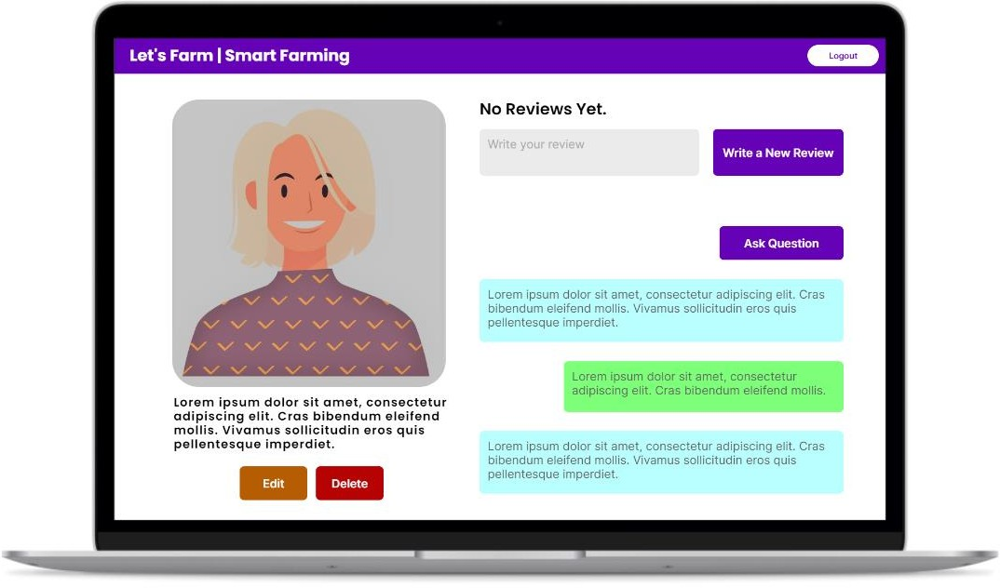 Let's Farm | Smart Farming
Logout
No Reviews Yet.
Write your review
Write a New Review
Ask Question
Lorem ipsum dolor sit amet, consectetur adipiscing elit. Cras
bibendum eleifend mollis. Vivamus sollicitudin eros quis
pellentesque imperdiet.
Lorem ipsum dolor sit amet, consectetur
adipiscing elit. Cras bibendum eleifend mollis.
Lorem ipsum dolor sit amet, consectetur adipiscing elit. Cras
bibendum eleifend mollis. Vivamus sollicitudin eros quis
pellentesque imperdiet.
Lorem ipsum dolor sit amet, consectetur
adipiscing elit. Cras bibendum eleifend
mollis. Vivamus sollicitudin eros quis
pellentesque imperdiet.
Edit
Delete